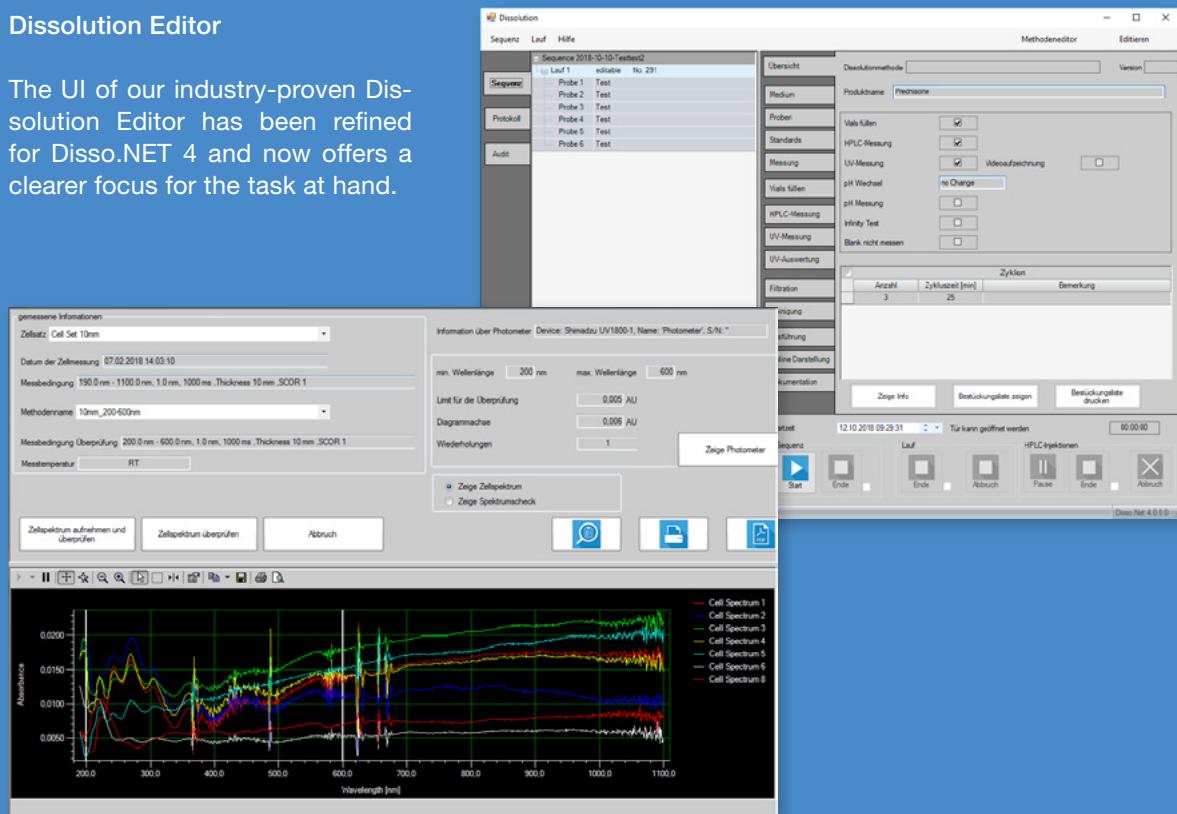 Dissolution Editor
The UI of our industry-proven Dis-
solution Editor has been refined
for Disso.NET 4 and now offers a
clearer focus for the task at hand.
Dissolution
Sequenz Lauf Hilfe
Methodeneditor Editieren
Sequenz
Protokoll
Audit
Sequence 2018-10-10-Testtest2
Lauf 1 editable No. 291
Probe 1 Test
Probe 2 Test
Probe 3 Test
Probe 4 Test
Probe 5 Test
Probe 6 Test
Übersicht
Medium
Proben
Standards
Messung
Vials füllen
HPLC-Messung
UV-Messung
UV-Auswertung
Filtration
Dissolutionmethode Version
Produktname Prednisone
Vials füllen
HPLC-Messung
UV-Messung Videoaufzeichnung
pH Wechsel no Change
pH Messung
Infinity Test
Blank nicht messen
Zyklen
Anzahl Zykluszeit [min] Bemerkung
3 25
Zeige Info
Bestückungsliste zeigen
Bestückungsliste
drucken
12.10.2018 09:29:31 Tür kann geöffnet werden 00:00:00
Sequenz Lauf HPLC-Injektionen
Start Ende Ende Abbruch Pause Ende Abbruch
Disso Net 4.0.0.0
gemessene Infomationen
Zellsatz Cell Set 10mm
Datum der Zellmessung 07.02.2018 14:03:10
Messbedingung 190.0 nm - 1100.0 nm, 1.0 nm, 1000 ms ,Thickness 10 mm ,SCOR 1
Methodenname 10mm_200-600nm
Messbedingung Überprüfung 200.0 nm - 600.0 nm, 1.0 nm, 1000 ms ,Thickness 10 mm ,SCOR 1
Messtemperatur RT
Information über Photometer Device: Shimadzu UV1800-1, Name: 'Photometer', S/N: ''
min. Wellenlänge 200 nm max. Wellenlänge 600 nm
Limit für die Überprüfung 0.005 AU
Diagrammachse 0.006 AU
Wiederholungen 1
Zeige Photometer
Zeige Zellspektrum
Zeige Spektrumscheck
Zellspektrum aufnehmen und
überprüfen
Zellspektrum überprüfen
Abbruch
PDF
Absorbance
0,0200
0,0150
0,0100
0,0050
200,0 300,0 400,0 500,0 600,0 700,0 800,0 900,0 1000,0 1100,0
Wavelength [nm]
Cell Spectrum 1
Cell Spectrum 2
Cell Spectrum 3
Cell Spectrum 4
Cell Spectrum 5
Cell Spectrum 6
Cell Spectrum 8